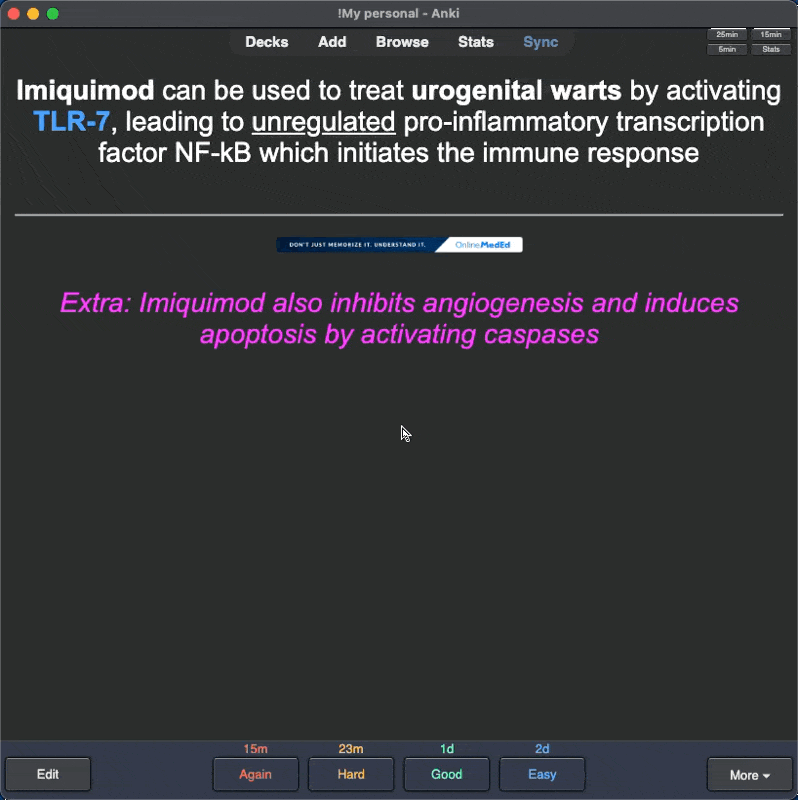 !My personal - Anki
Decks Add Browse Stats Sync
25min 15min
5min Stats
Imiquimod can be used to treat urogenital warts by activating
TLR-7, leading to unregulated pro-inflammatory transcription
factor NF-kB which initiates the immune response
DON'T JUST MEMORIZE IT. UNDERSTAND IT. OnlineMedEd
Extra: Imiquimod also inhibits angiogenesis and induces
apoptosis by activating caspases
15m 23m 1d 2d
Edit Again Hard Good Easy More